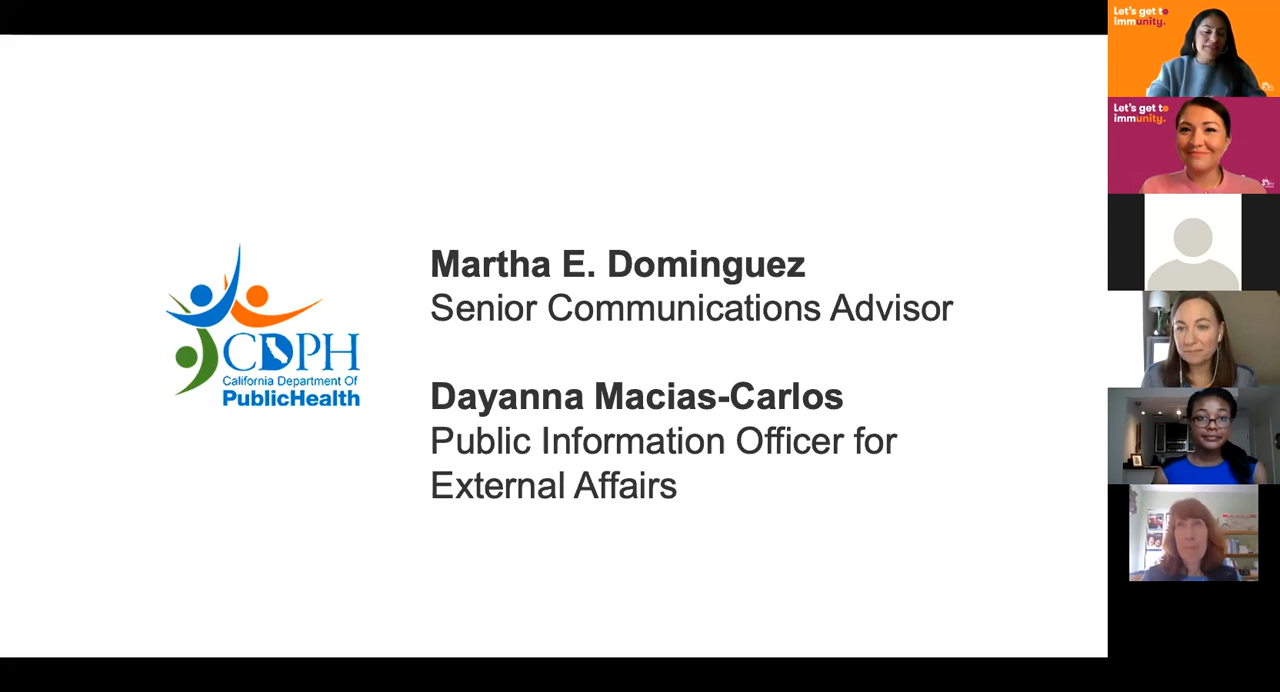 CDPH
California Department Of
PublicHealth
Martha E. Dominguez
Senior Communications Advisor
Dayanna Macias-Carlos
Public Information Officer for
External Affairs
Let's get to
immunity.
Let's get to
immunity.